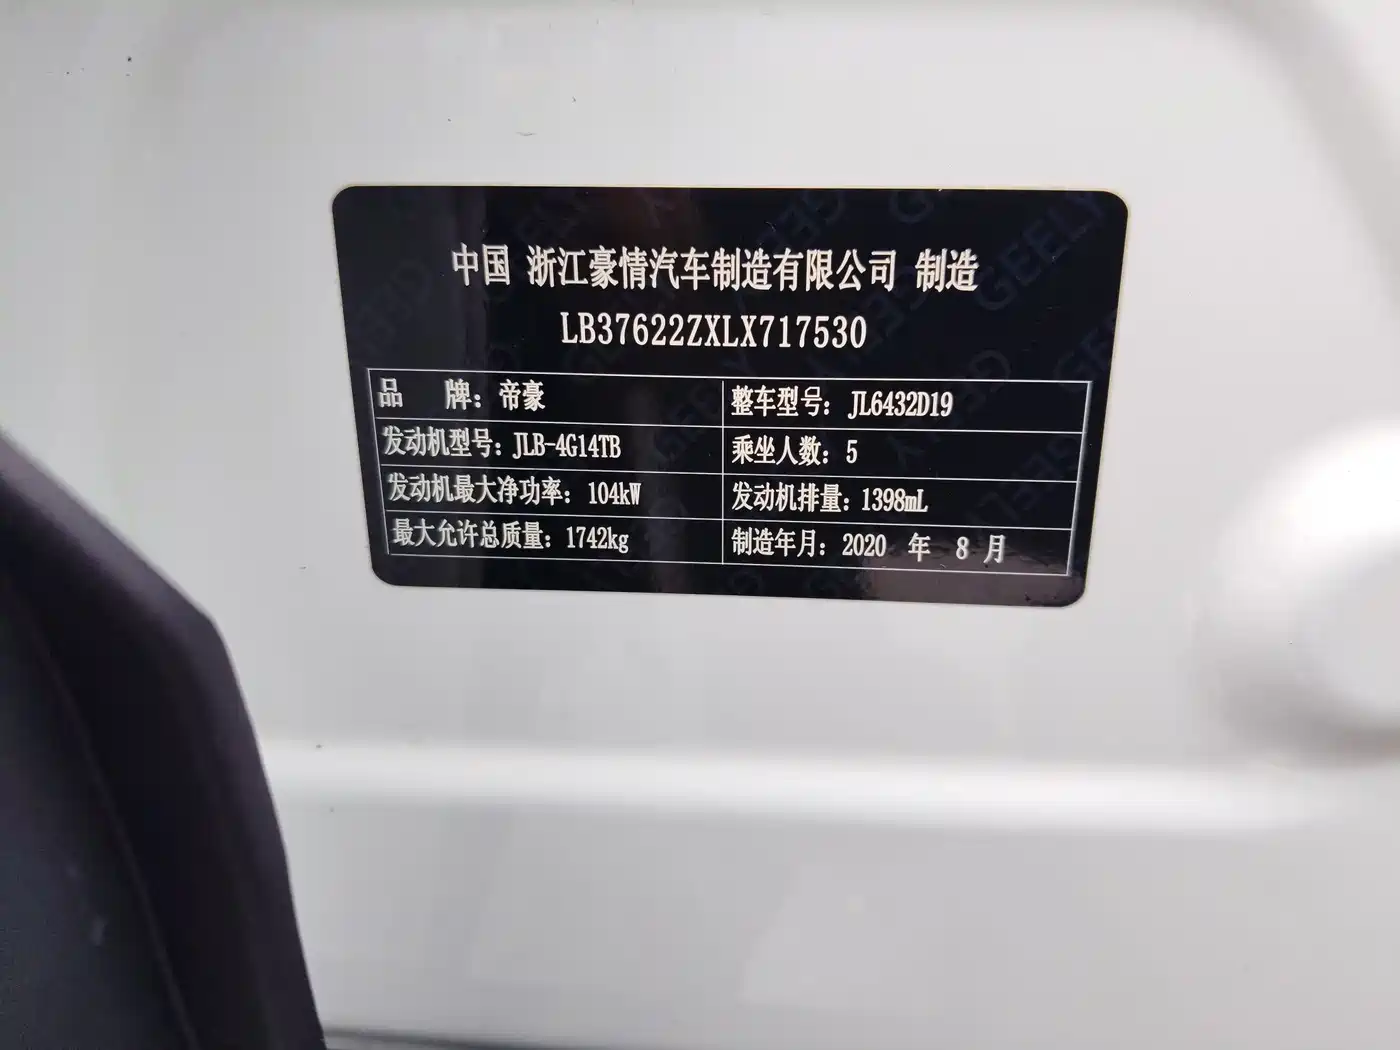 中国 浙江豪情汽车制造有限公司 制造
LB37622ZXLX717530
品 牌：帝豪
整车型号：JL6432D19
发动机型号：JLB-4G14TB
乘坐人数：5
发动机最大净功率：104kW
发动机排量：1398mL
最大允许总质量：1742kg
制造年月：2020 年 8 月
GEELY